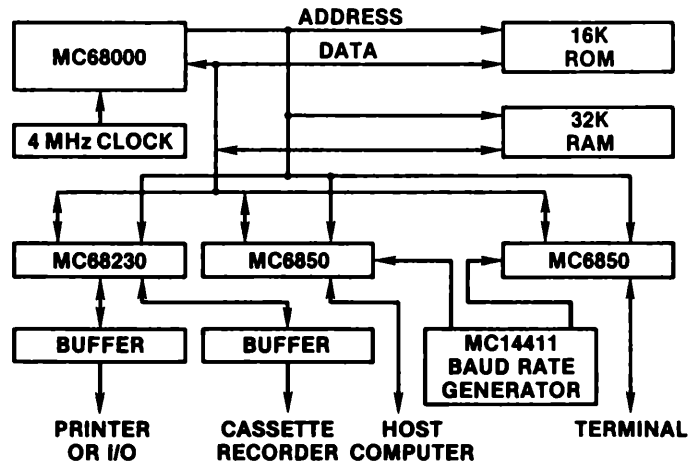 ADDRESS
MC68000
DATA
16K
ROM
4 MHz CLOCK
32K
RAM
MC68230
MC6850
MC6850
BUFFER
BUFFER
MC14411
BAUD RATE
GENERATOR
PRINTER
OR I/O
CASSETTE
RECORDER
HOST
COMPUTER
TERMINAL